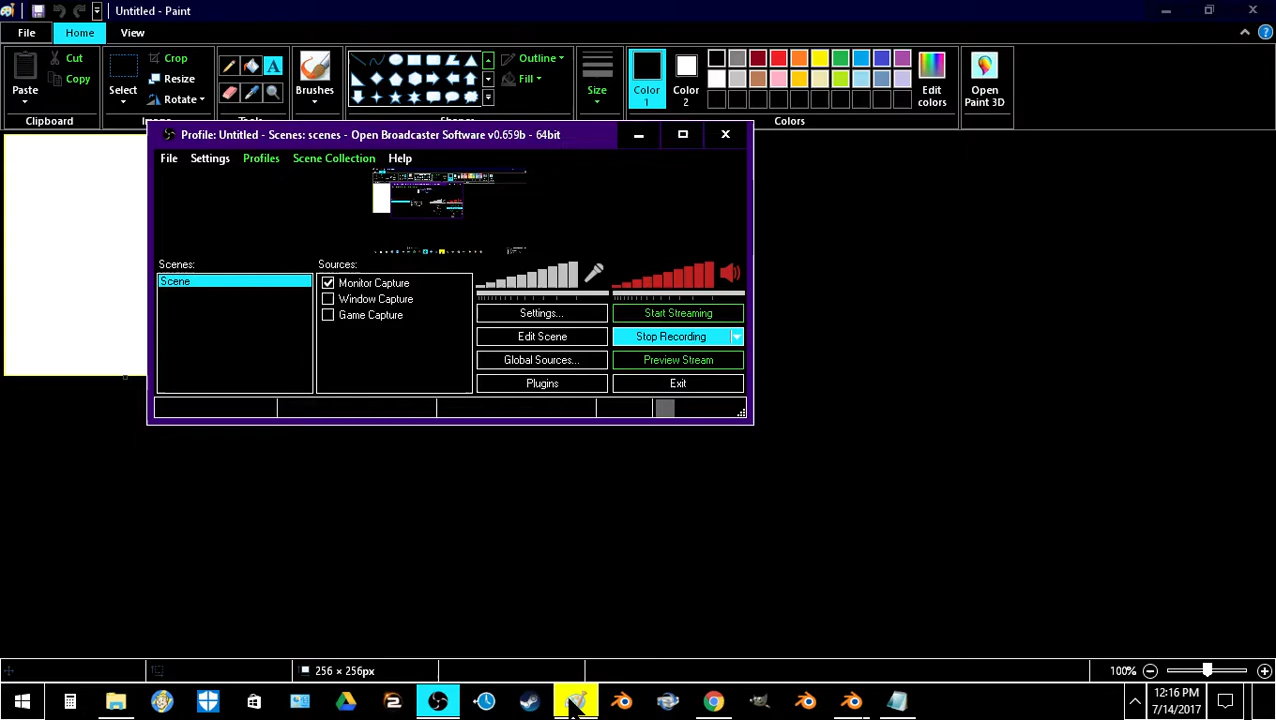 Untitled - Paint
File
Home
View
Paste
Cut
Copy
Clipboard
Select
Crop
Resize
Rotate
Brushes
Outline
Fill
Size
Color 1
Color 2
Edit colors
Open Paint 3D
Colors
Profile: Untitled - Scenes: scenes - Open Broadcaster Software v0.659b - 64bit
File
Settings
Profiles
Scene Collection
Help
Scenes:
Sources:
Scene
Monitor Capture
Window Capture
Game Capture
Settings...
Start Streaming
Edit Scene
Stop Recording
Global Sources...
Preview Stream
Plugins
Exit
256 × 256px
100%
12:16 PM
7/14/2017